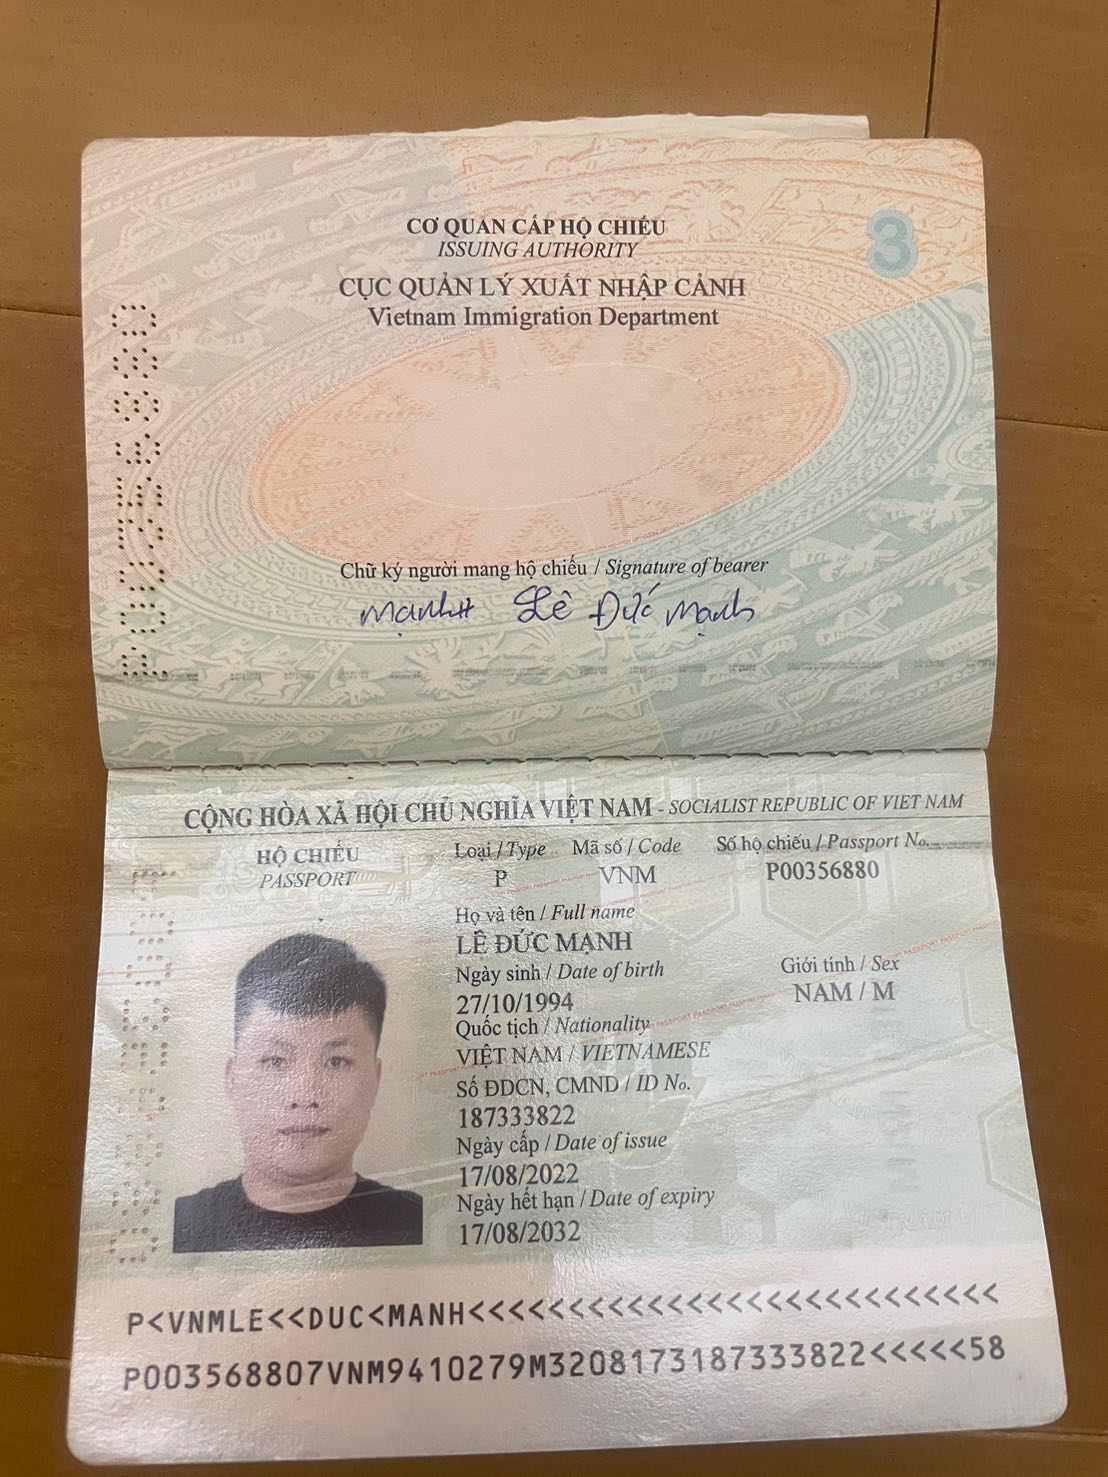 CƠ QUAN CẤP HỘ CHIẾU
ISSUING AUTHORITY
3
CỤC QUẢN LÝ XUẤT NHẬP CẢNH
Vietnam Immigration Department
P00356880
Chữ ký người mang hộ chiếu / Signature of bearer
Mạnh Lê Đức Mạnh
CỘNG HÒA XÃ HỘI CHỦ NGHĨA VIỆT NAM - SOCIALIST REPUBLIC OF VIET NAM
HỘ CHIẾU
PASSPORT
Loại / Type Mã số / Code Số hộ chiếu / Passport No.
P VNM P00356880
Họ và tên / Full name
LÊ ĐỨC MẠNH
Ngày sinh / Date of birth Giới tính / Sex
27/10/1994 NAM / M
Quốc tịch / Nationality
VIỆT NAM / VIETNAMESE
Số ĐDCN, CMND / ID No.
187333822
Ngày cấp / Date of issue
17/08/2022
Ngày hết hạn / Date of expiry
17/08/2032
P<VNMLE<<DUC<MANH<<<<<<<<<<<<<<<<<<<<<<<<<<<
P003568807VNM9410279M3208173187333822<<<<<58